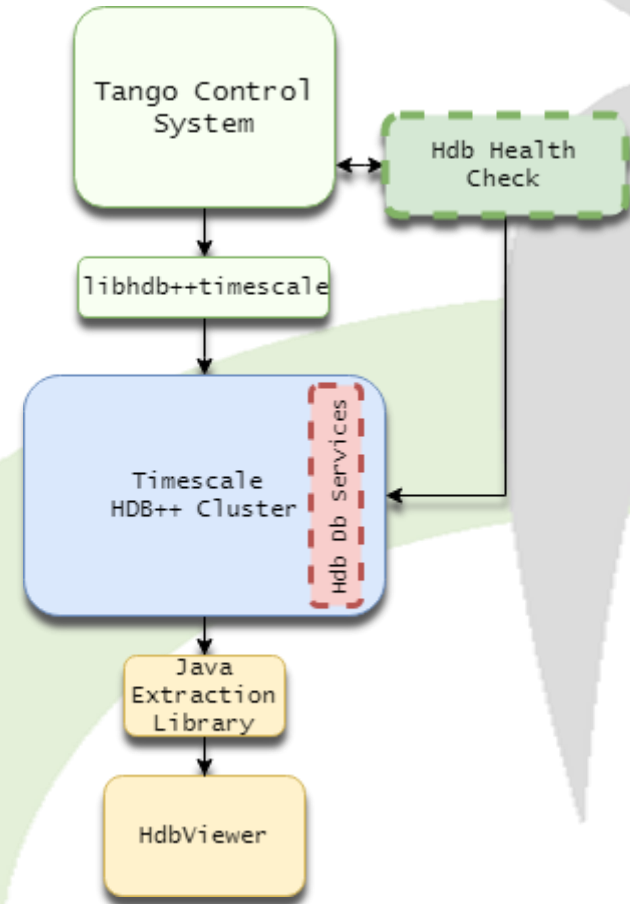 Tango Control
System
Hdb Health
Check
libhdb++timescale
Timescale
HDB++ Cluster
Hdb Db Services
Java
Extraction
Library
HdbViewer